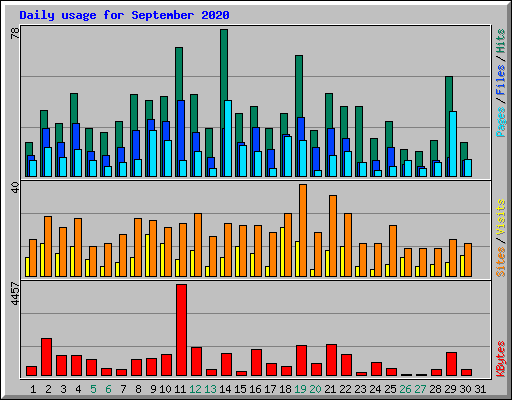 Daily usage for September 2020
78
Pages / Files / Hits
40
Sites / Visits
4457
KBytes
1 2 3 4 5 6 7 8 9 10 11 12 13 14 15 16 17 18 19 20 21 22 23 24 25 26 27 28 29 30 31